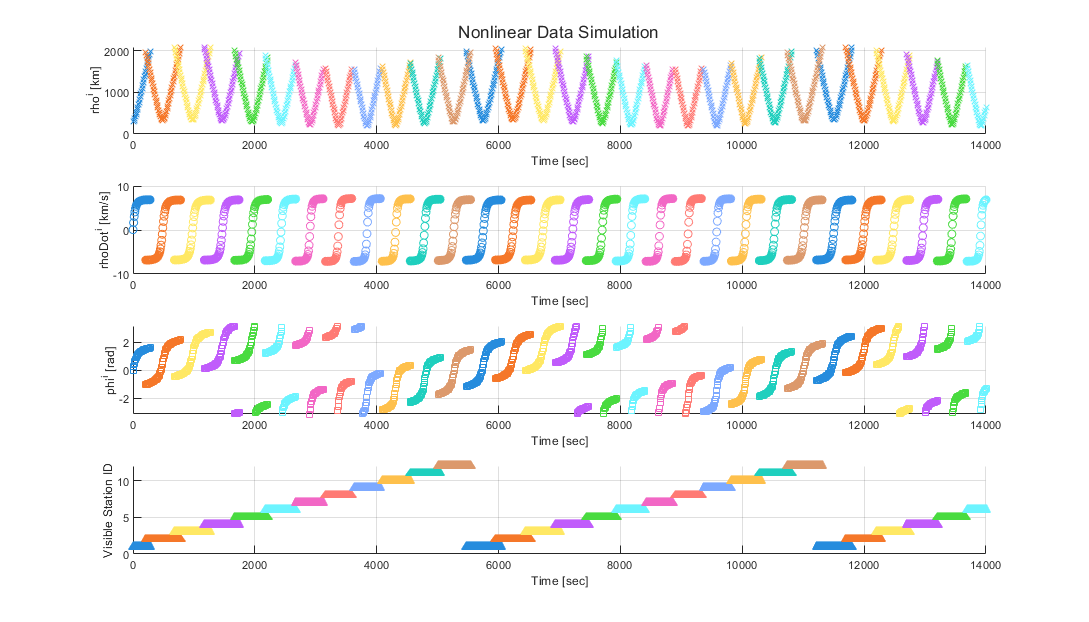 Nonlinear Data Simulation
rho^i [km]
2000
1000
0
0 2000 4000 6000 8000 10000 12000 14000
Time [sec]
rhoDot^i [km/s]
10
0
-10
0 2000 4000 6000 8000 10000 12000 14000
Time [sec]
phi^i [rad]
2
0
-2
0 2000 4000 6000 8000 10000 12000 14000
Time [sec]
Visible Station ID
10
5
0
0 2000 4000 6000 8000 10000 12000 14000
Time [sec]